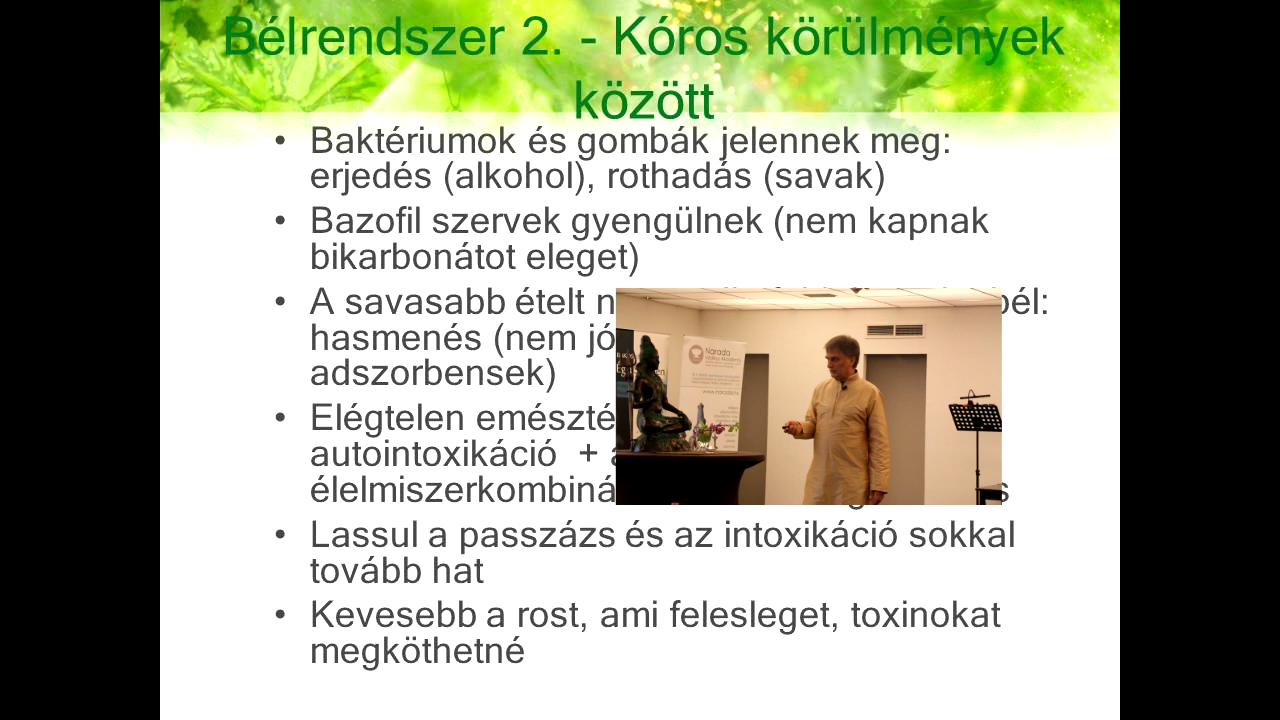 Bélrendszer 2. - Kóros körülmények
között
• Baktériumok és gombák jelennek meg:
erjedés (alkohol), rothadás (savak)
• Bazofil szervek gyengülnek (nem kapnak
bikarbonátot eleget)
• A savasabb ételt
hasmenés (nem jó
adszorbensek)
• Elégtelen
autointoxikáció +
• Lassul a passzázs és az intoxikáció sokkal
tovább hat
• Kevesebb a rost, ami felesleget, toxinokat
megköthetné
Narada